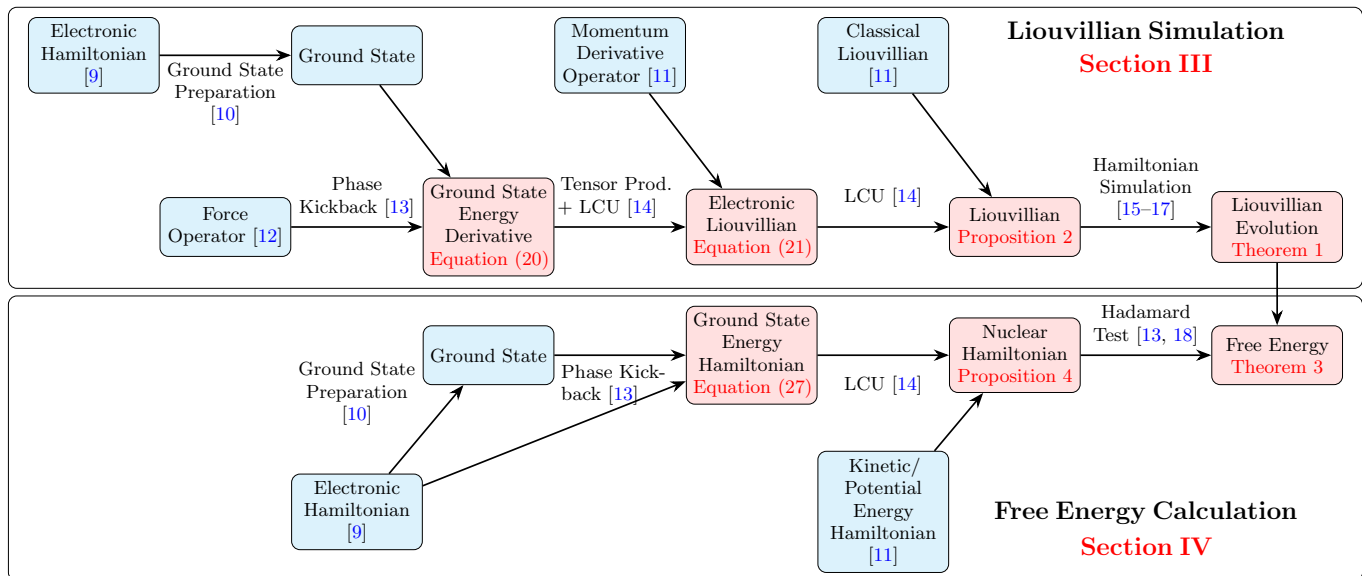 Electronic
Hamiltonian
[9]
Ground State
Preparation
[10]
Ground State
Momentum
Derivative
Operator [11]
Classical
Liouvillian
[11]
Liouvillian Simulation
Section III
Force
Operator [12]
Phase
Kickback [13]
Ground State
Energy
Derivative
Equation (20)
Tensor Prod.
+ LCU [14]
Electronic
Liouvillian
Equation (21)
LCU [14]
Liouvillian
Proposition 2
Hamiltonian
Simulation
[15–17]
Liouvillian
Evolution
Theorem 1
Ground State
Preparation
[10]
Ground State
Phase Kick-
back [13]
Ground State
Energy
Hamiltonian
Equation (27)
LCU [14]
Nuclear
Hamiltonian
Proposition 4
Hadamard
Test [13, 18]
Free Energy
Theorem 3
Electronic
Hamiltonian
[9]
Kinetic/
Potential
Energy
Hamiltonian
[11]
Free Energy Calculation
Section IV